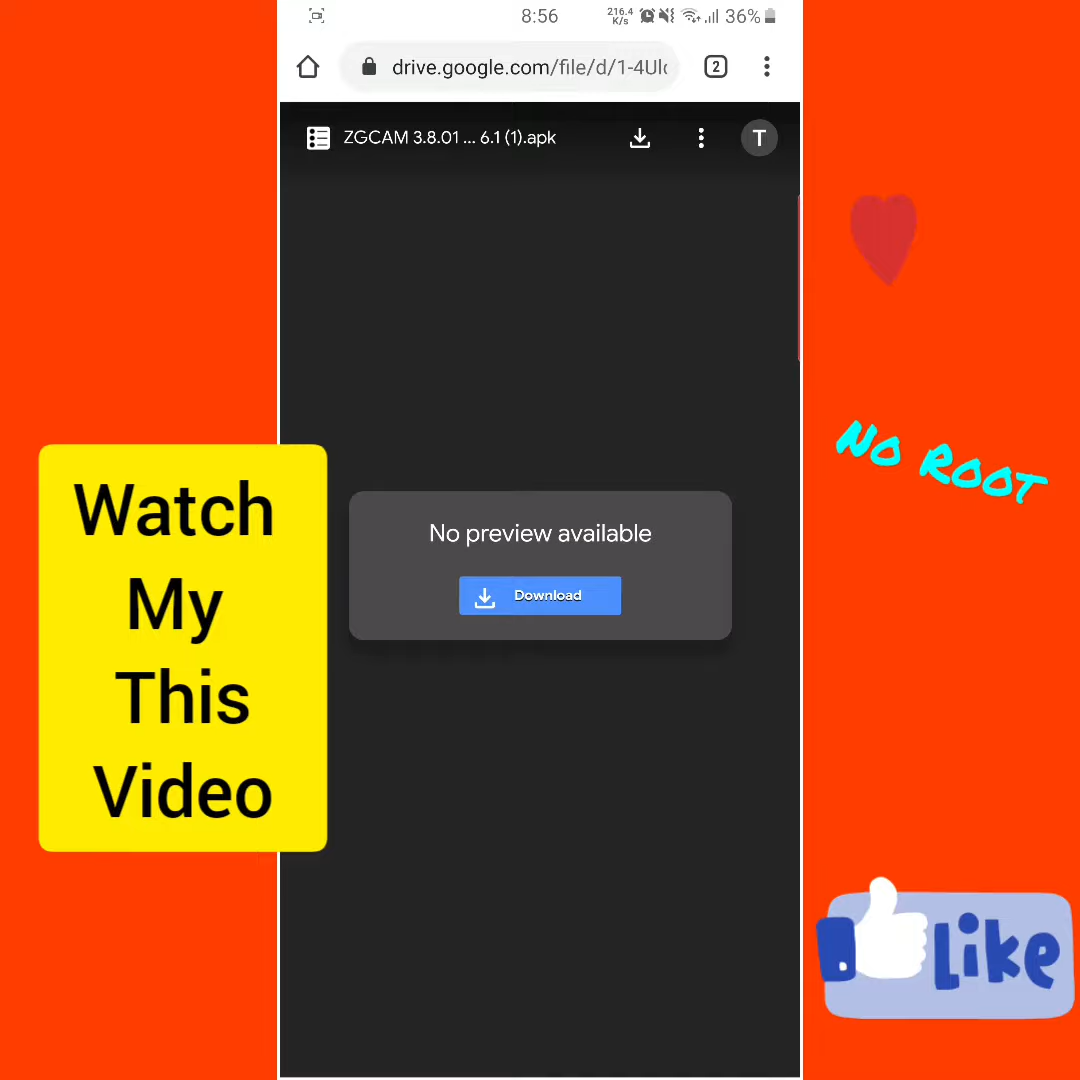 8:56
216.4
K/s
36%
drive.google.com/file/d/1-4Ul
2
ZGCAM 3.8.01 ... 6.1 (1).apk
T
No preview available
Download
Watch
My
This
Video
No Root
Like